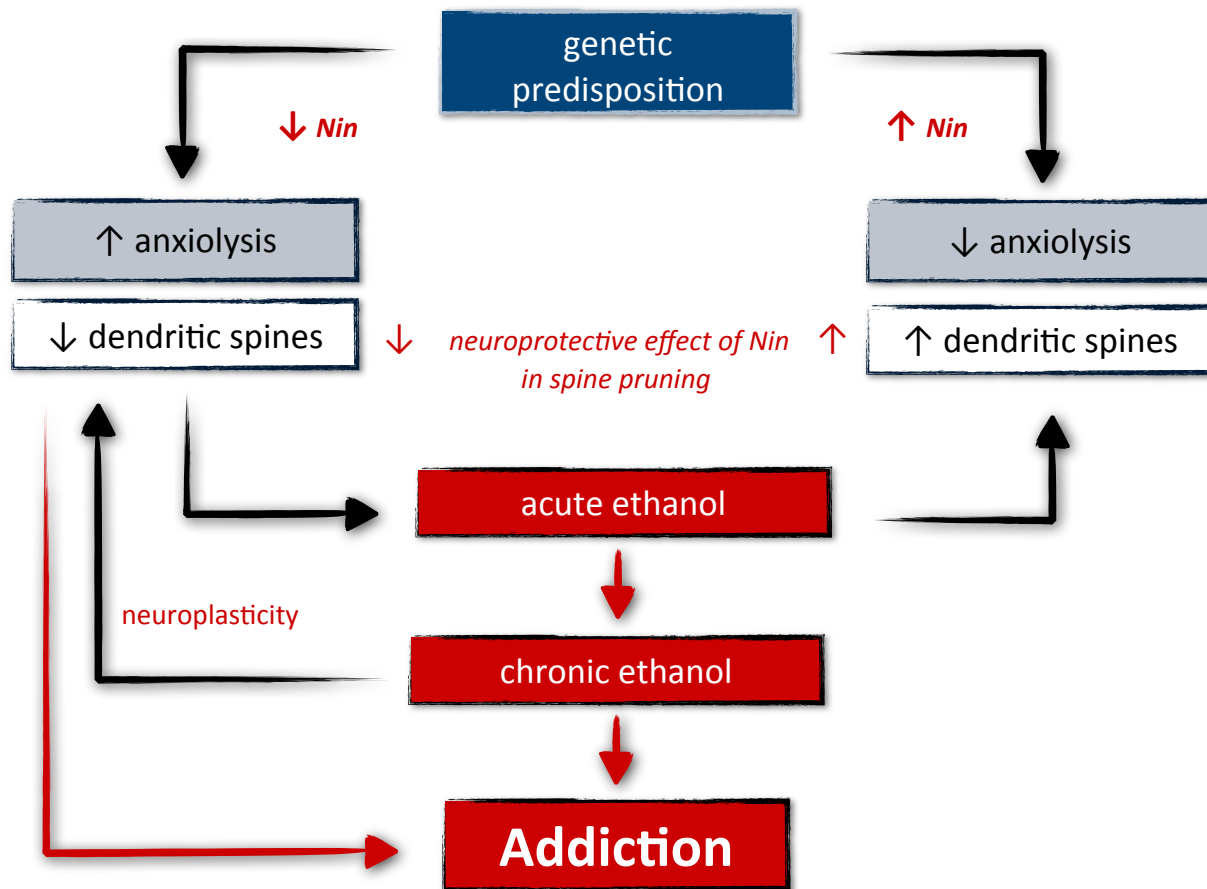 genetic
predisposition
↓ Nin
↑ Nin
↑ anxiolysis
↓ anxiolysis
↓ dendritic spines
↓ neuroprotective effect of Nin ↑
in spine pruning
↑ dendritic spines
acute ethanol
neuroplasticity
chronic ethanol
Addiction